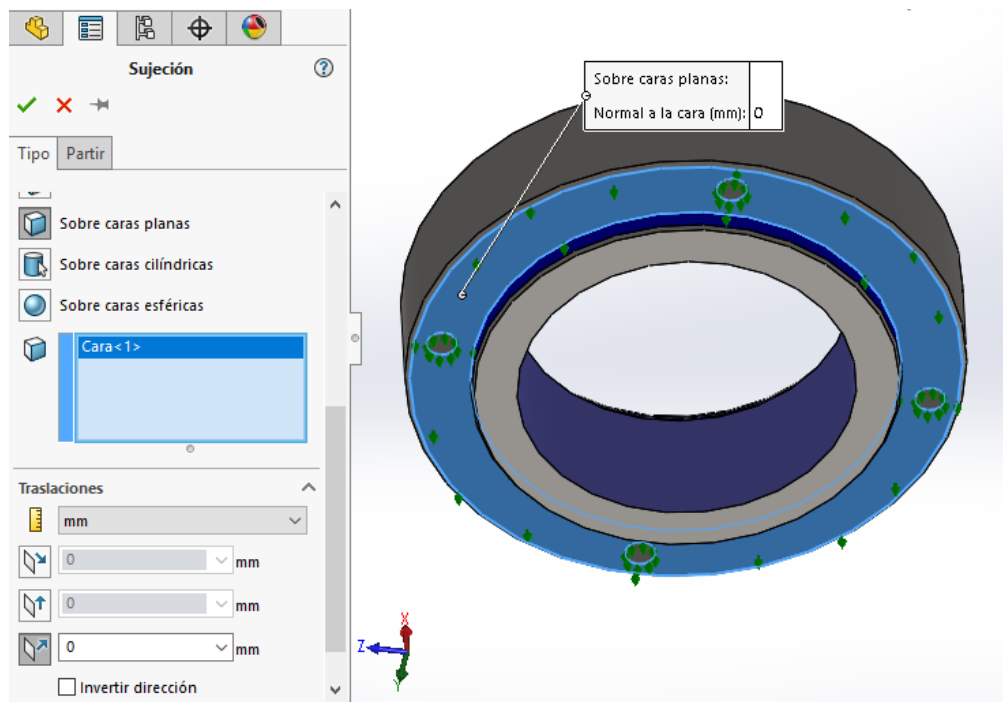 Sujeción
Tipo
Partir
Sobre caras planas
Sobre caras cilíndricas
Sobre caras esféricas
Cara<1>
Traslaciones
mm
0
mm
0
mm
0
mm
Invertir dirección
Sobre caras planas:
Normal a la cara (mm): 0
X
Z
Y